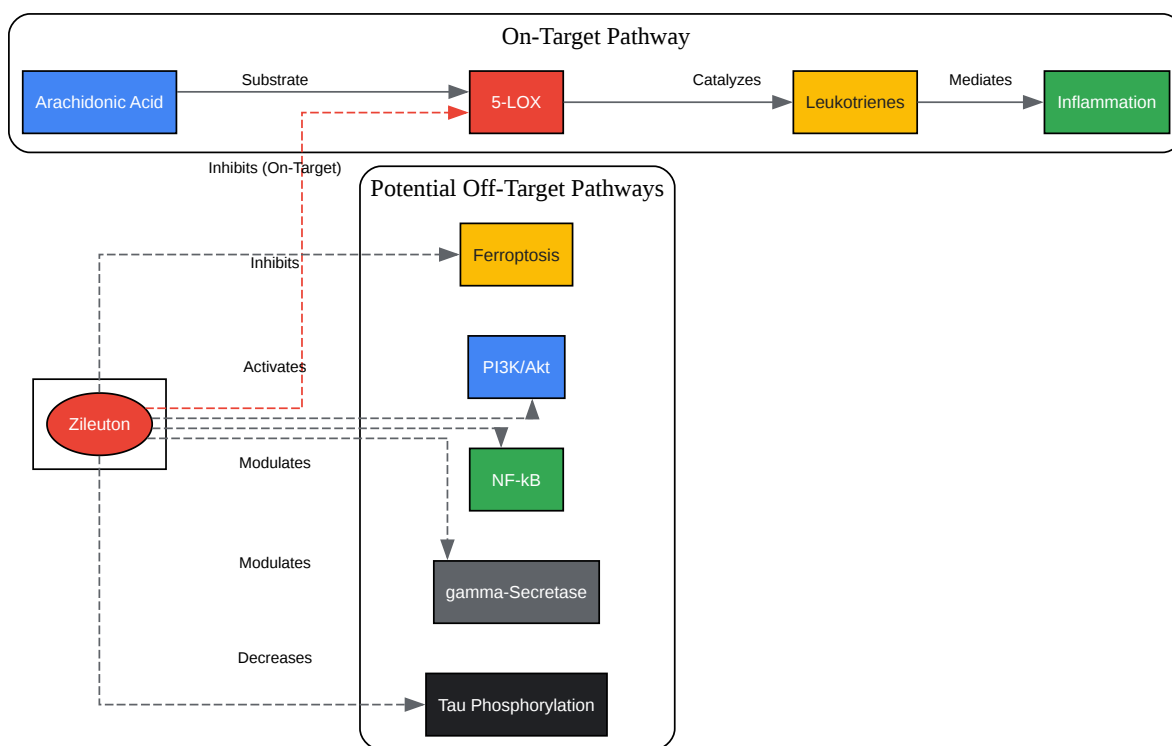 On-Target Pathway
Substrate
Catalyzes
Mediates
Arachidonic Acid
5-LOX
Leukotrienes
Inflammation
Inhibits (On-Target)
Potential Off-Target Pathways
Ferroptosis
Inhibits
PI3K/Akt
Activates
Zileuton
Modulates
NF-kB
Modulates
gamma-Secretase
Decreases
Tau Phosphorylation